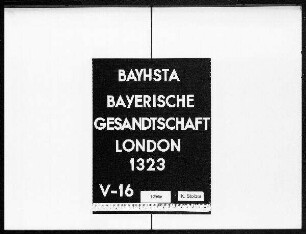 BAYHSTA
BAYERISCHE
GESANDTSCHAFT
LONDON
1323
V-16